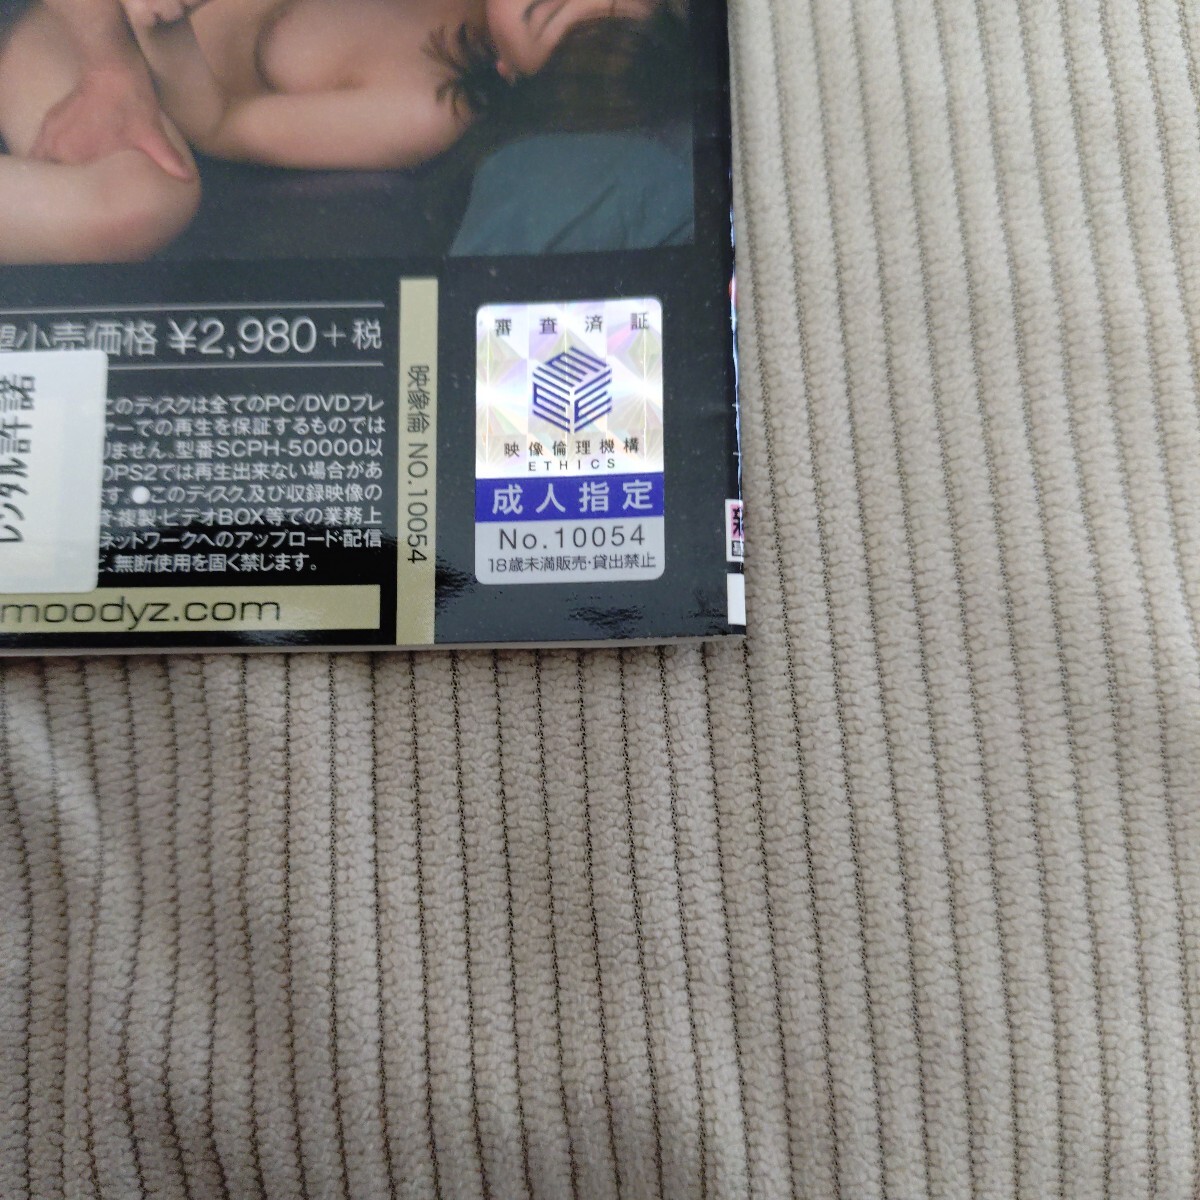 小売価格 ¥2,980+税
レンタル許諾
このディスクは全てのPC/DVDプレ
ヤーでの再生を保証するものでは
りません。型番SCPH-50000以
のPS2では再生出来ない場合があ
ます。●このディスク及び収録映像の
複製・ビデオBOX等での業務上
ネットワークへのアップロード・配信
、無断使用を固く禁じます。
moodyz.com
映像倫 NO.10054
審査済証
映像倫理機構
ETHICS
成人指定
No.10054
18歳未満販売・貸出禁止